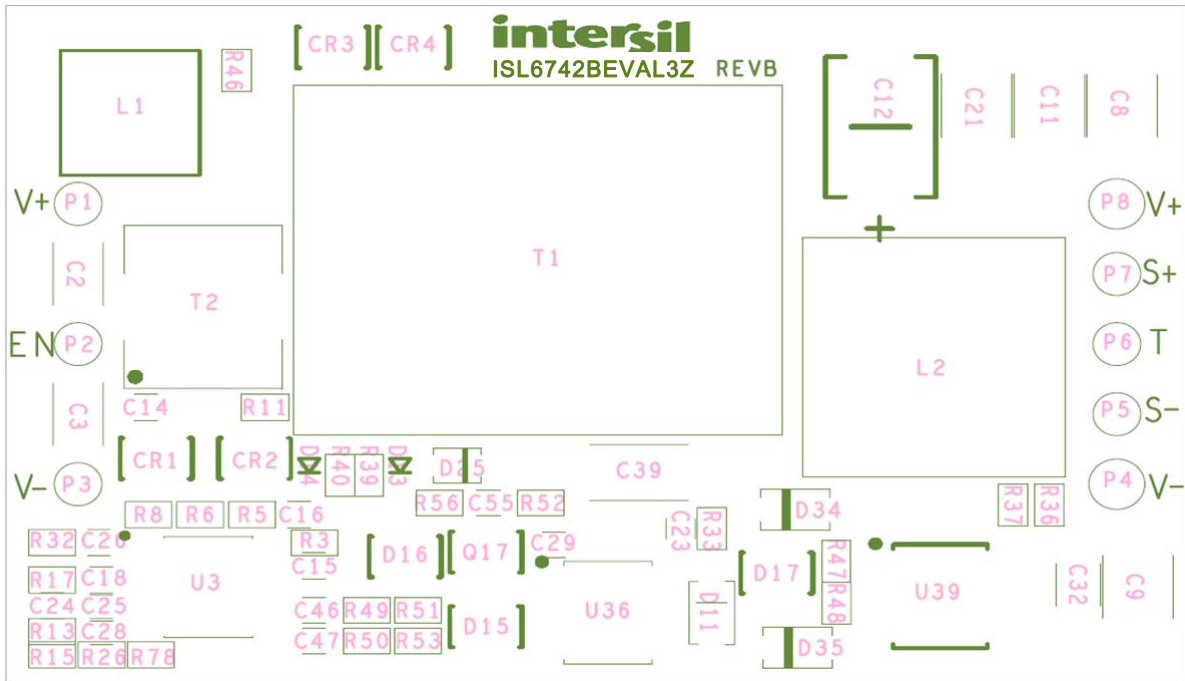 intersil
ISL6742BEVAL3Z REVB
CR3 CR4
R46
L1
C12
C21
C11
C8
V+ P1
P8 V+
C2
T2
T1
P7 S+
EN P2
P6 T
L2
C3
C14
R11
P5 S-
CR1
CR2
R40
R39
D25
C39
V- P3
P4 V-
R8
R6
R5
C16
R56
C55
R52
C23
R33
D34
R37
R36
R32
C20
R3
C15
D16
Q17
C29
R17
C18
U3
D17
R47
R48
U39
C32
C9
C24
C25
C46
R49
R51
U36
D11
R13
C28
D15
C47
R50
R53
D35
R15
R26
R78